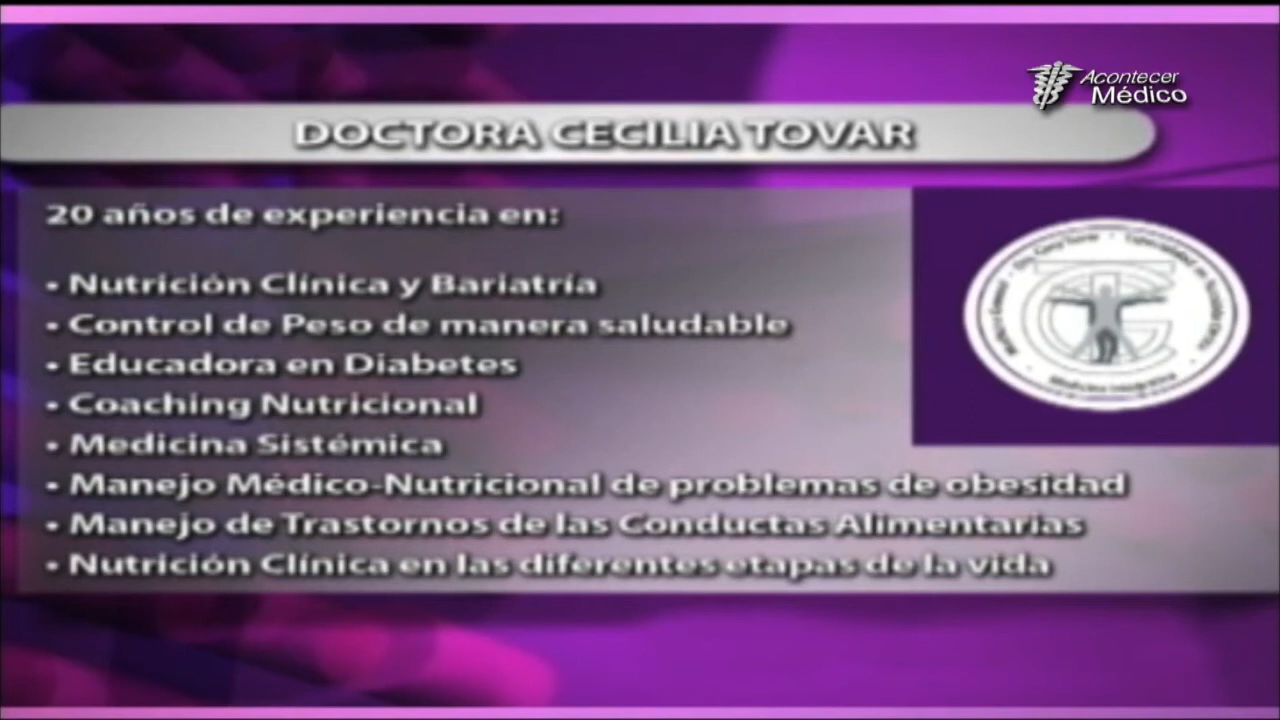 Acontecer
Médico
DOCTORA CECILIA TOVAR
20 años de experiencia en:
• Nutrición Clínica y Bariatría
• Control de Peso de manera saludable
• Educadora en Diabetes
• Coaching Nutricional
• Medicina Sistémica
• Manejo Médico-Nutricional de problemas de obesidad
• Manejo de Trastornos de las Conductas Alimentarias
• Nutrición Clínica en las diferentes etapas de la vida